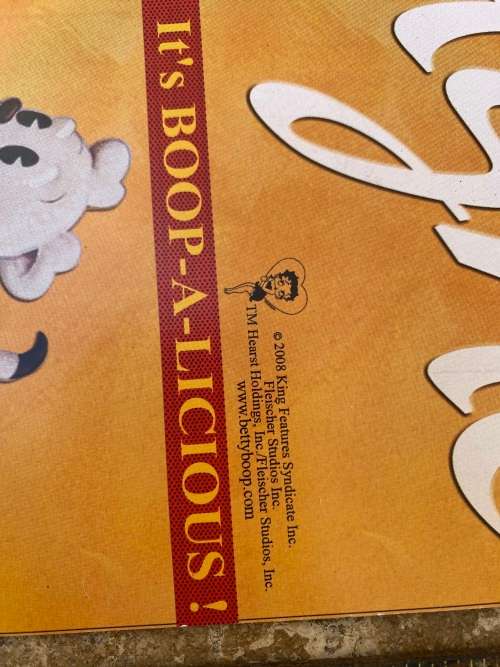 It's BOOP-A-LICIOUS!
© 2008 King Features Syndicate Inc.
Fleischer Studios Inc.
TM Hearst Holdings, Inc./Fleischer Studios, Inc.
www.bettyboop.com